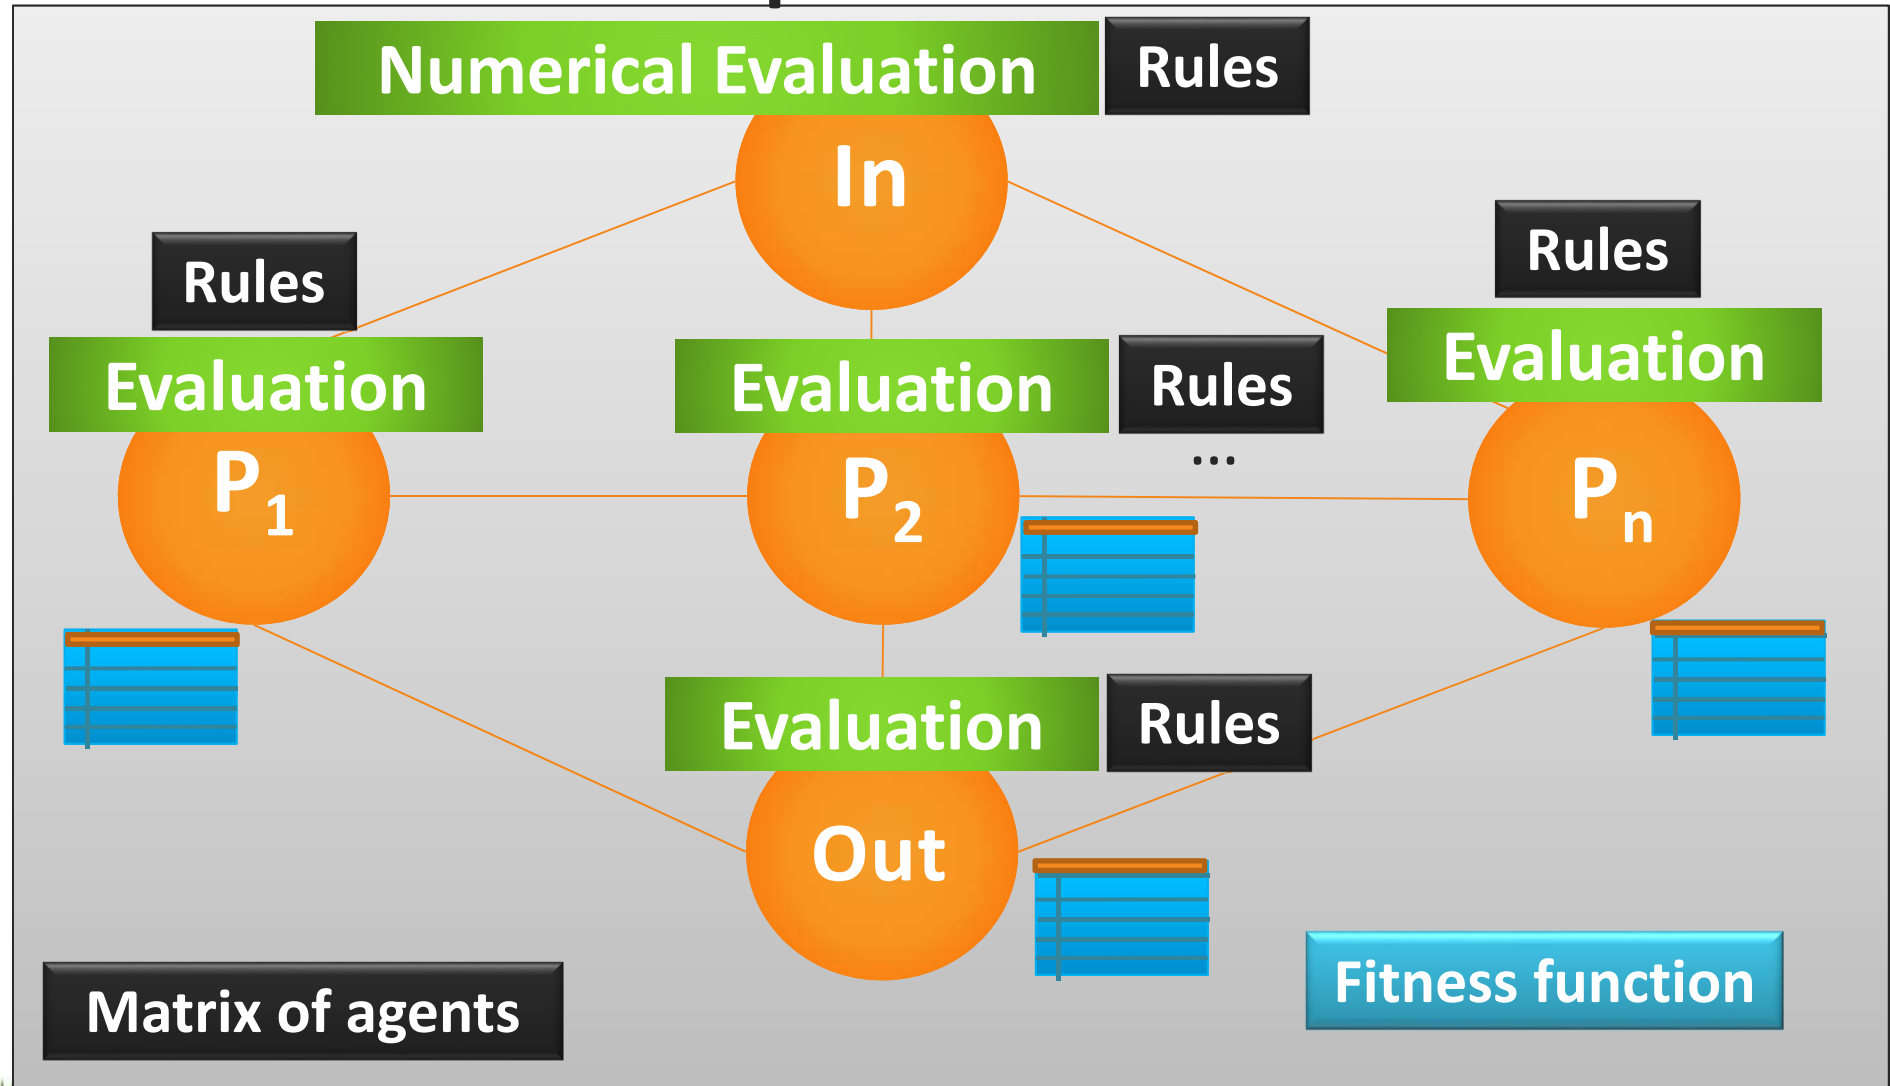 Numerical Evaluation
Rules
In
Rules
Rules
Evaluation
Evaluation
Rules
Evaluation
...
P1
P2
Pn
Evaluation
Rules
Out
Matrix of agents
Fitness function